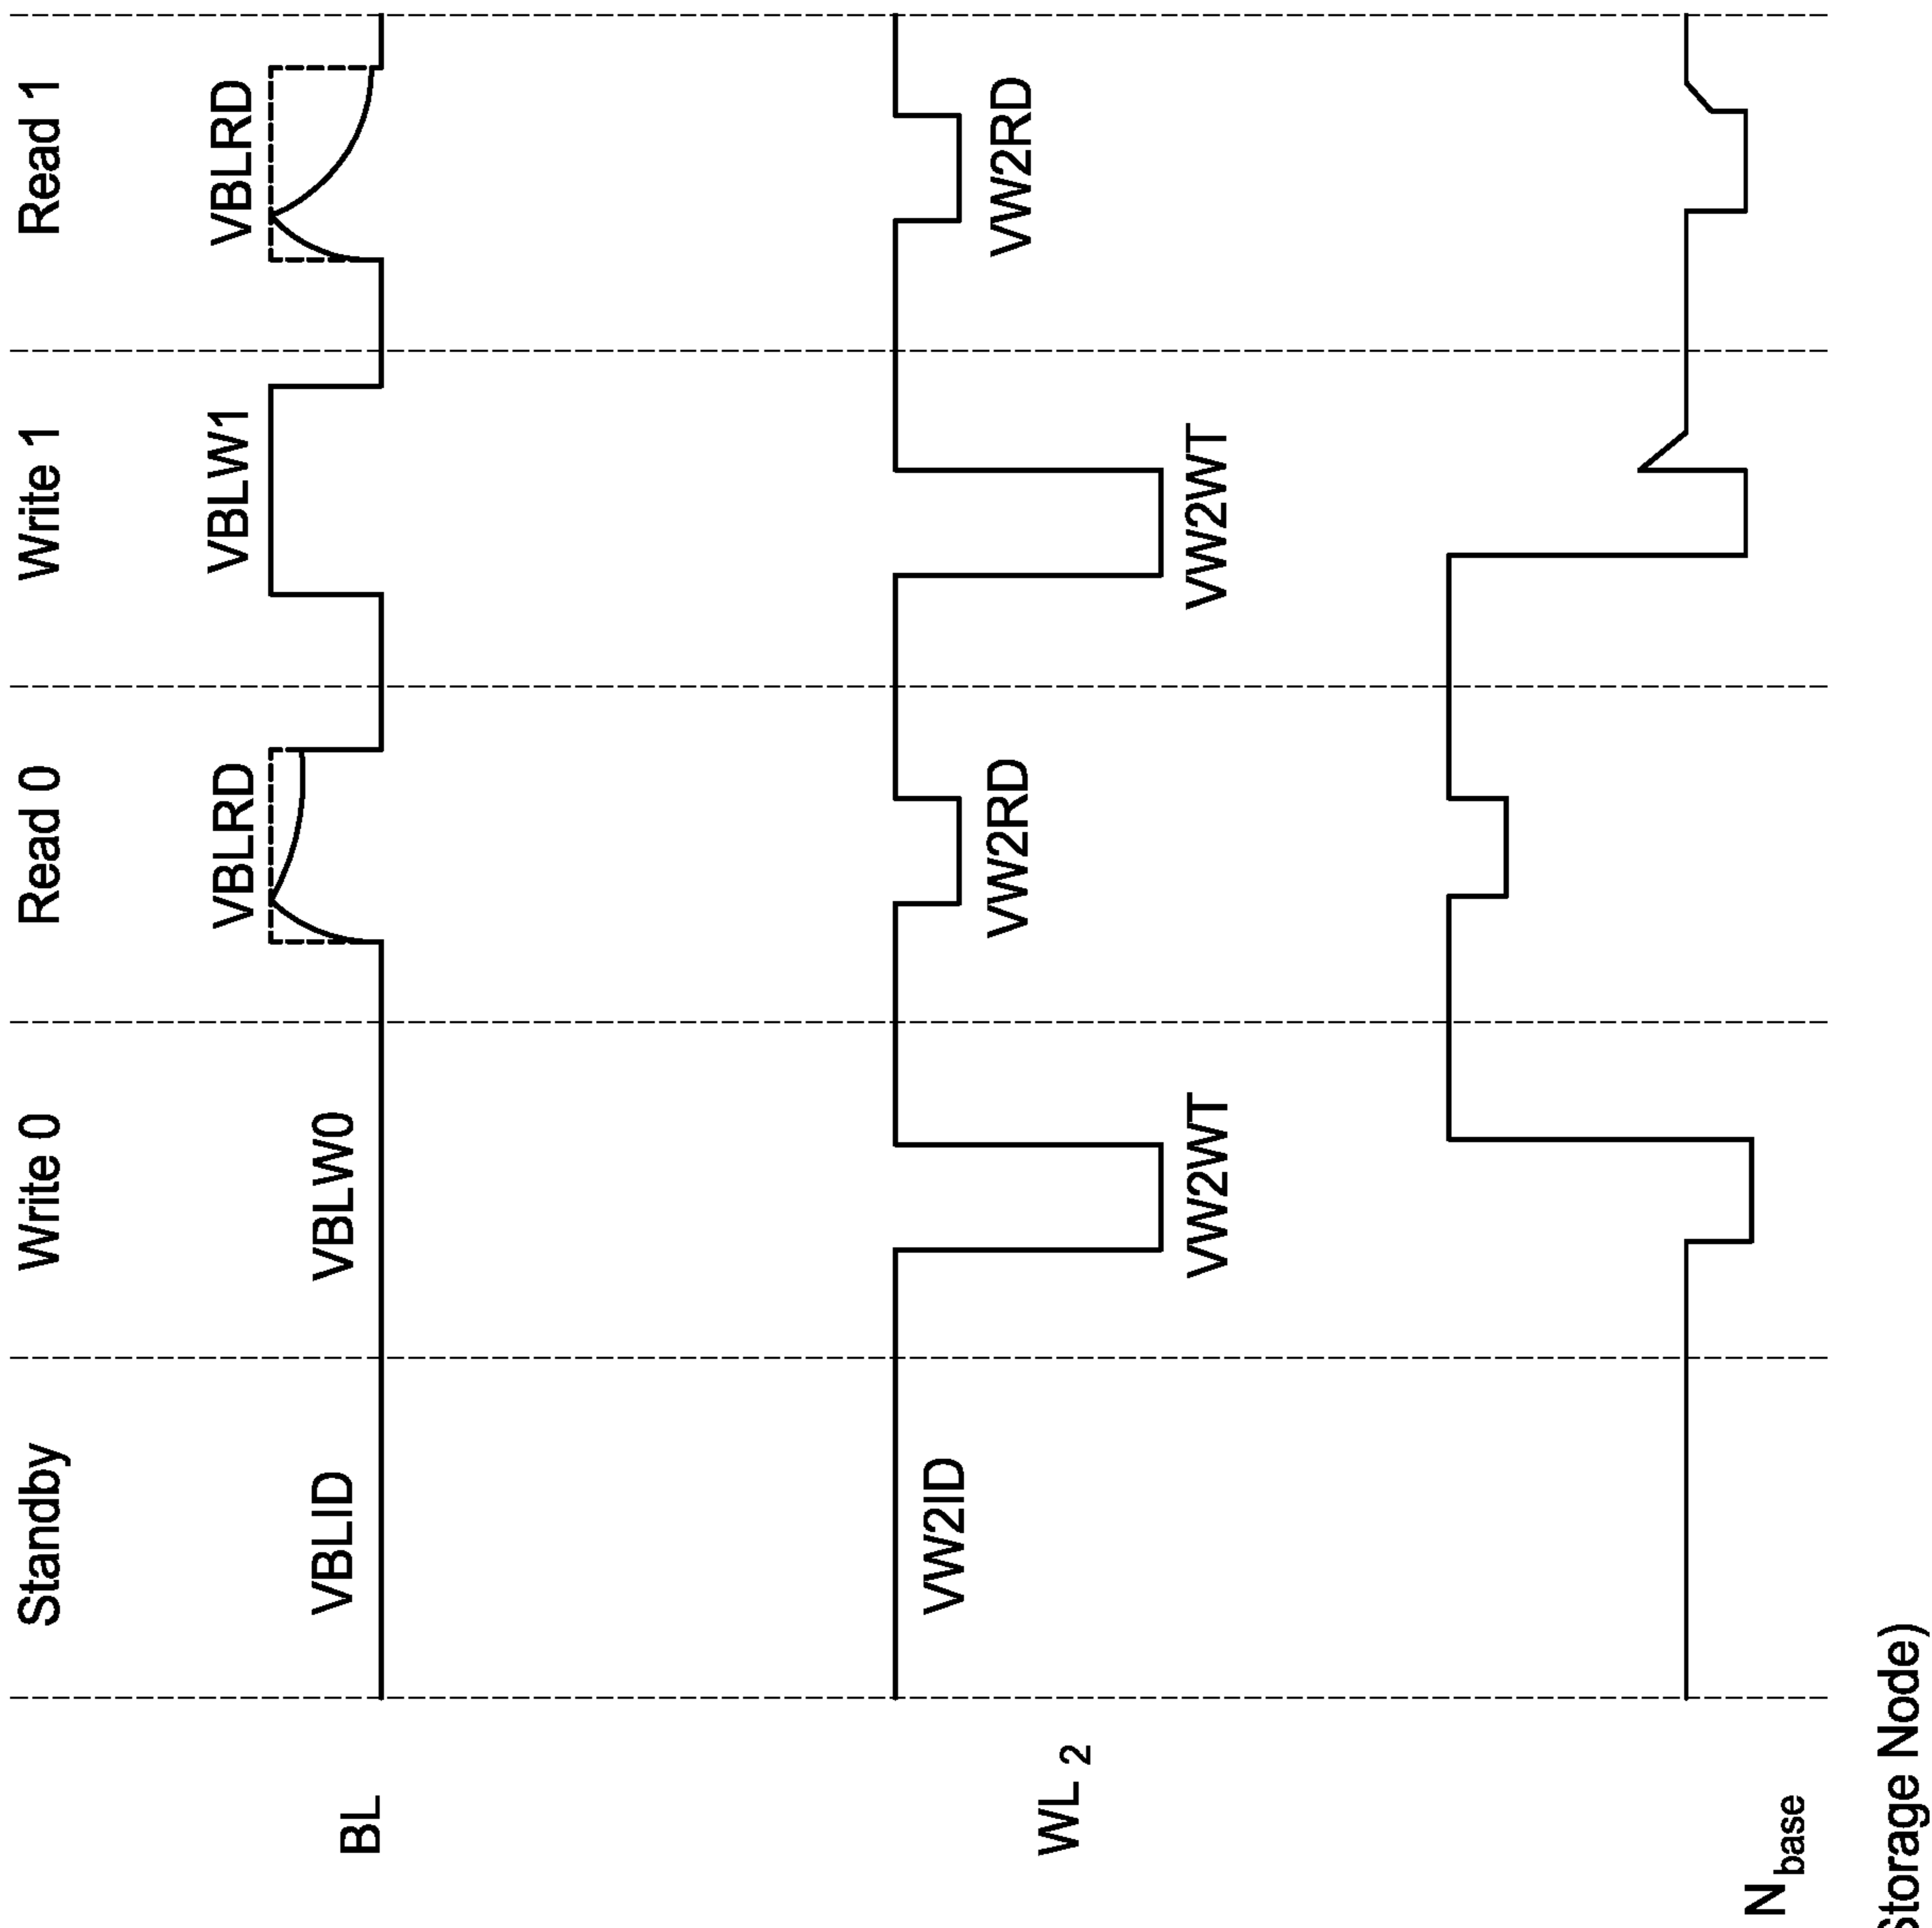 Standby Write 0 Read 0 Write 1 Read 1
VBLRD VBLW1 VBLRD
BL VBLID VBLW0
VW2ID VW2RD VW2RD
WL 2
VW2WT VW2WT
N base
Storage Node)